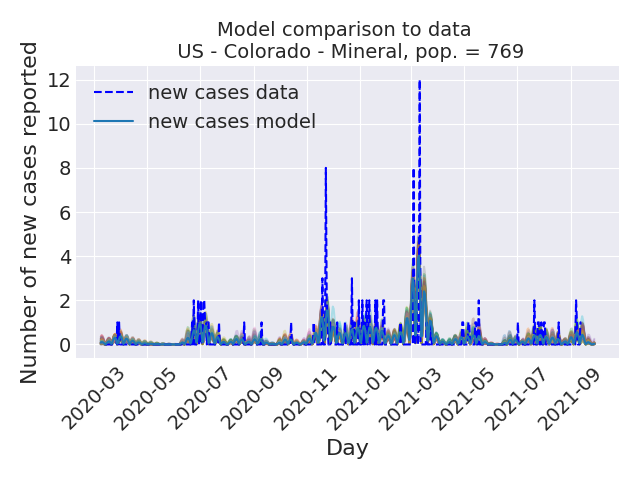 Model comparison to data
US - Colorado - Mineral, pop. = 769
Number of new cases reported
12
10
8
6
4
2
0
new cases data
new cases model
2020-03
2020-05
2020-07
2020-09
2020-11
2021-01
2021-03
2021-05
2021-07
2021-09
Day